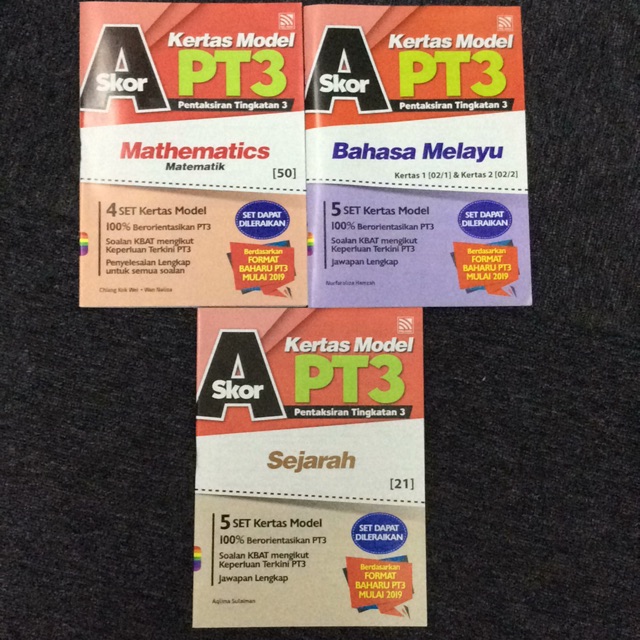 A
Skor
Kertas Model
PT3
Pentaksiran Tingkatan 3
Mathematics
Matematik
[50]
4 SET Kertas Model
100% Berorientasikan PT3
Soalan KBAT mengikut
Keperluan Terkini PT3
Penyelesaian Lengkap
untuk semua soalan
SET DAPAT
DILERAIKAN
Berdasarkan
FORMAT
BAHARU PT3
MULAI 2019
A
Skor
Kertas Model
PT3
Pentaksiran Tingkatan 3
Bahasa Melayu
Kertas 1 [02/1] & Kertas 2 [02/2]
5 SET Kertas Model
100% Berorientasikan PT3
Soalan KBAT mengikut
Keperluan Terkini PT3
Jawapan Lengkap
SET DAPAT
DILERAIKAN
Berdasarkan
FORMAT
BAHARU PT3
MULAI 2019
A
Skor
Kertas Model
PT3
Pentaksiran Tingkatan 3
Sejarah
[21]
5 SET Kertas Model
100% Berorientasikan PT3
Soalan KBAT mengikut
Keperluan Terkini PT3
Jawapan Lengkap
Aqlima Sulaiman
SET DAPAT
DILERAIKAN
Berdasarkan
FORMAT
BAHARU PT3
MULAI 2019